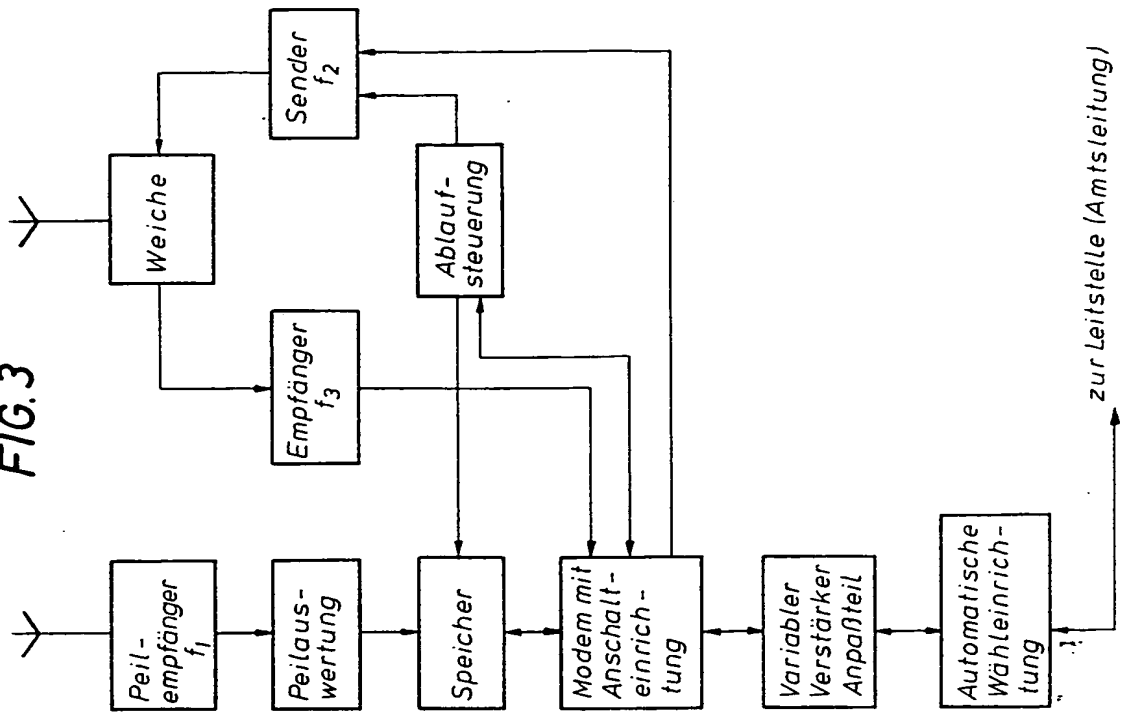 FIG. 3
Peil-
empfänger
f1
Peilaus-
wertung
Speicher
Modem mit
Anschalt-
einrich-
tung
Variabler
Verstärker
Anpaßteil
Automatische
Wähleinrich-
tung
Empfänger
f3
Weiche
Ablauf-
steuerung
Sender
f2
zur Leitstelle (Amtsleitung)